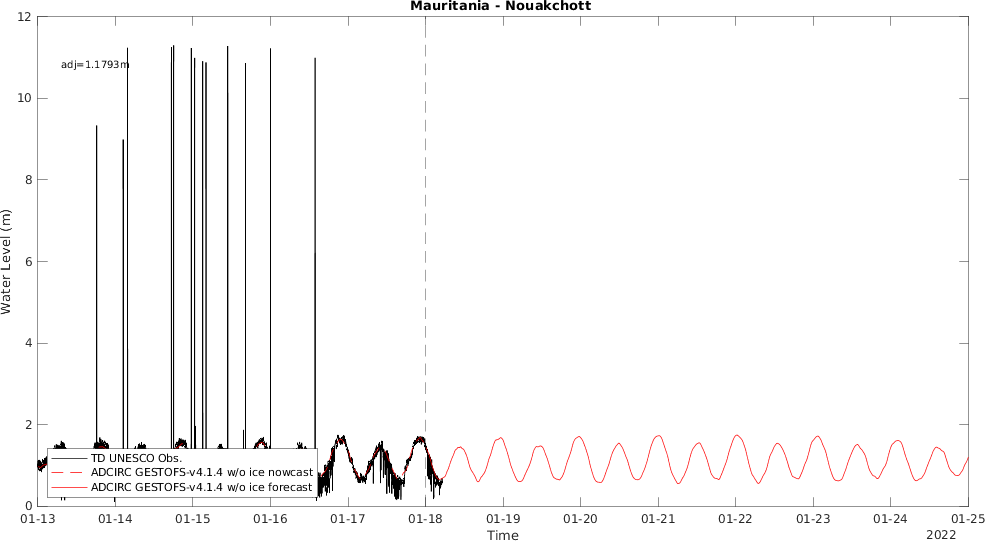 Mauritania - Nouakchott
12
adj=1.1793m
10
8
6
4
2
0
Water Level (m)
TD UNESCO Obs.
ADCIRC GESTOFS-v4.1.4 w/o ice nowcast
ADCIRC GESTOFS-v4.1.4 w/o ice forecast
01-13 01-14 01-15 01-16 01-17 01-18 01-19 01-20 01-21 01-22 01-23 01-24 01-25
Time
2022